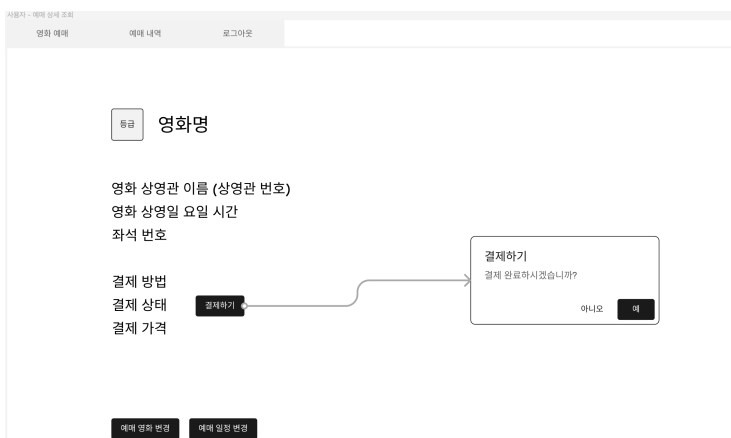 사용자 - 예매 상세 조회
영화 예매 예매 내역 로그아웃
등급 영화명
영화 상영관 이름 (상영관 번호)
영화 상영일 요일 시간
좌석 번호
결제 방법
결제 상태 결제하기
결제 가격
결제하기
결제 완료하시겠습니까?
아니오 예
예매 영화 변경 예매 일정 변경